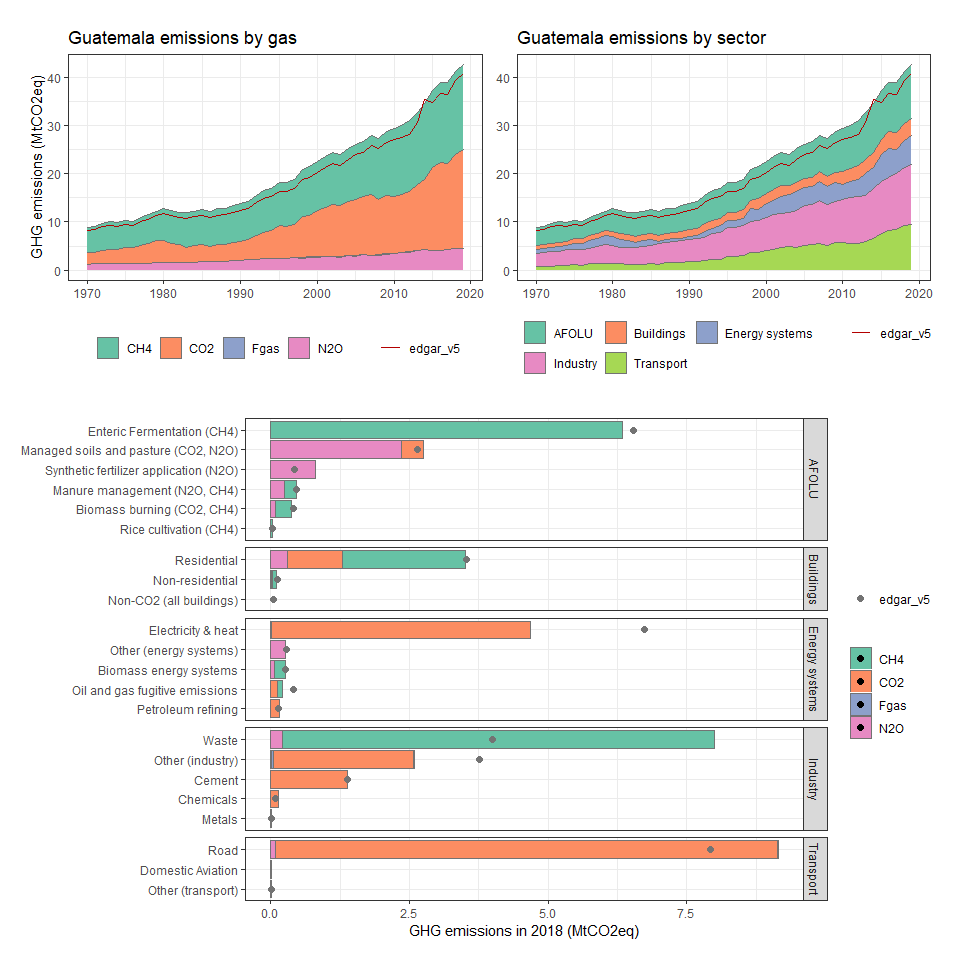 Guatemala emissions by gas
GHG emissions (MtCO2eq)
40
30
20
10
0
1970 1980 1990 2000 2010 2020
CH4 CO2 Fgas N2O edgar_v5
Guatemala emissions by sector
40
30
20
10
0
1970 1980 1990 2000 2010 2020
AFOLU Buildings Energy systems edgar_v5
Industry Transport
Enteric Fermentation (CH4)
Managed soils and pasture (CO2, N2O)
Synthetic fertilizer application (N2O)
Manure management (N2O, CH4)
Biomass burning (CO2, CH4)
Rice cultivation (CH4)
AFOLU
Residential
Non-residential
Non-CO2 (all buildings)
Buildings
Electricity & heat
Other (energy systems)
Biomass energy systems
Oil and gas fugitive emissions
Petroleum refining
Energy systems
Waste
Other (industry)
Cement
Chemicals
Metals
Industry
Road
Domestic Aviation
Other (transport)
Transport
0.0 2.5 5.0 7.5
GHG emissions in 2018 (MtCO2eq)
edgar_v5
CH4
CO2
Fgas
N2O